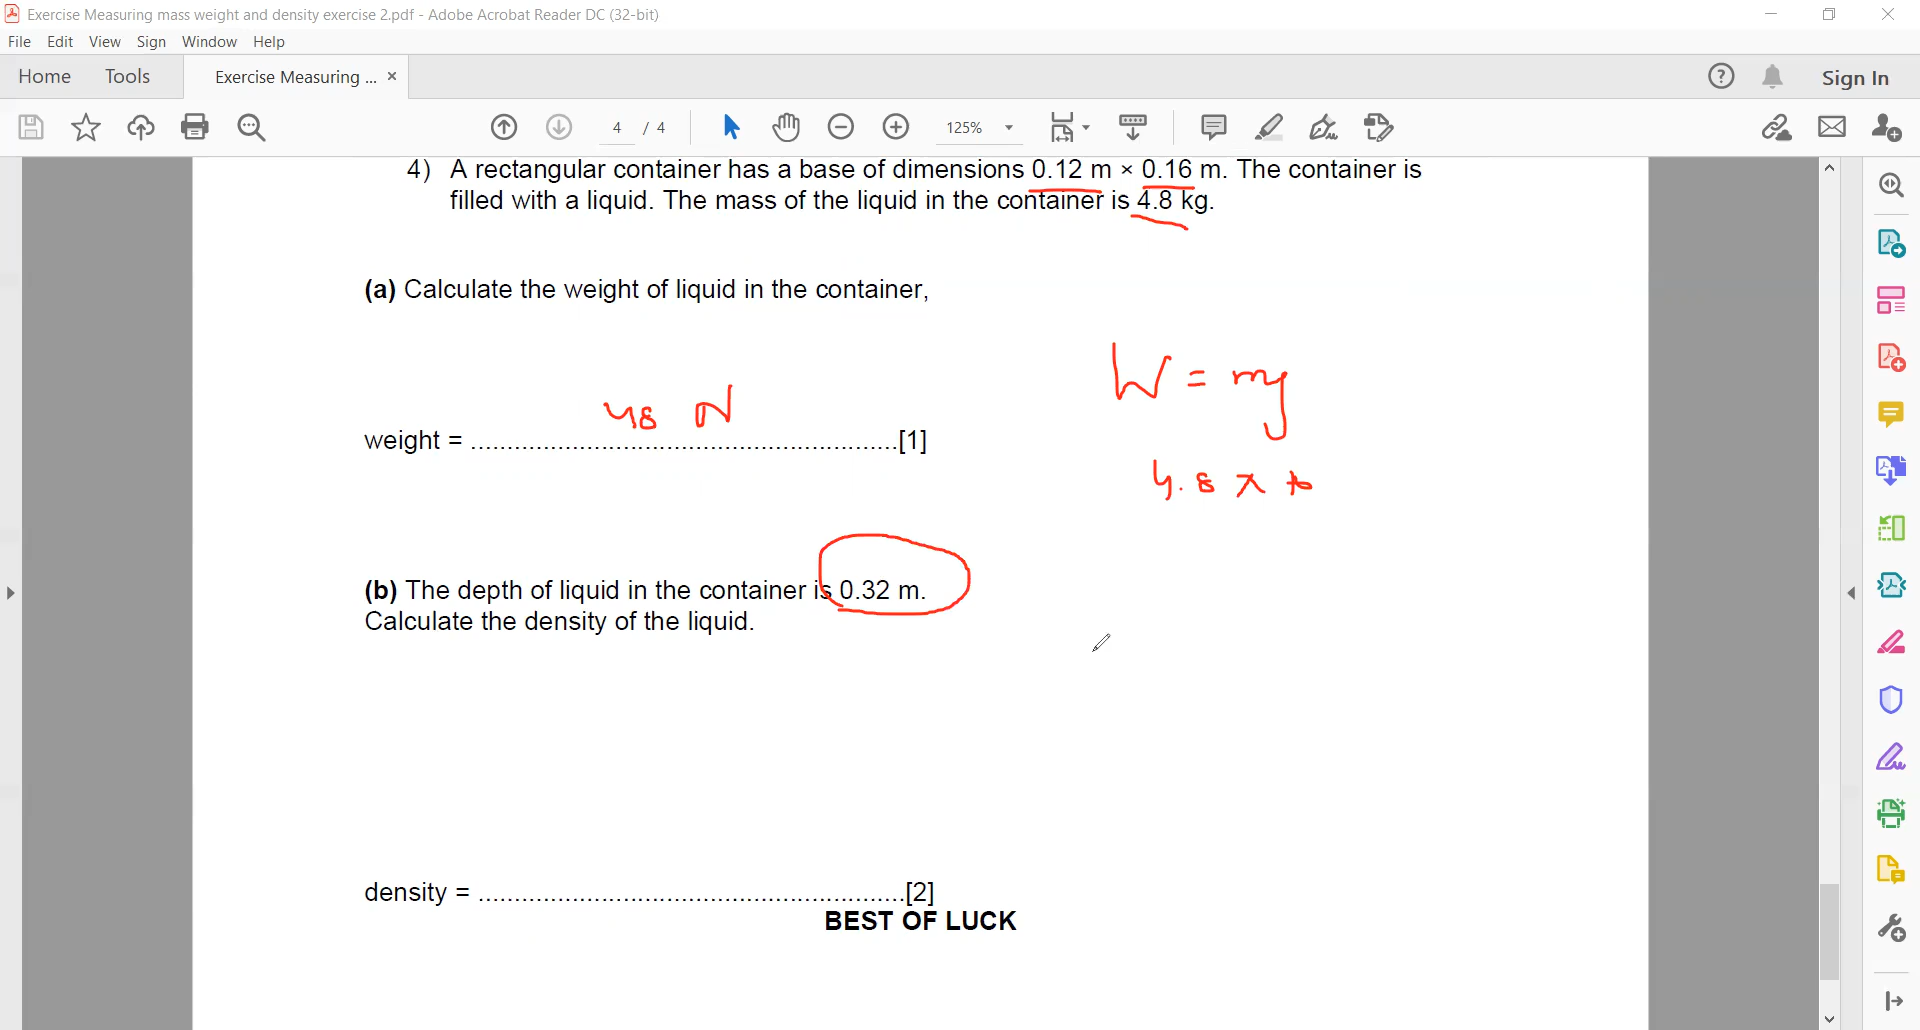 Exercise Measuring mass weight and density exercise 2.pdf - Adobe Acrobat Reader DC (32-bit)
File Edit View Sign Window Help
Home Tools Exercise Measuring ... × Sign In
4 / 4 125%
4) A rectangular container has a base of dimensions 0.12 m × 0.16 m. The container is
filled with a liquid. The mass of the liquid in the container is 4.8 kg.
(a) Calculate the weight of liquid in the container,
W = mg
48 N
weight = ..........................................................[1]
4.8 x 10
(b) The depth of liquid in the container is 0.32 m.
Calculate the density of the liquid.
density = ..........................................................[2]
BEST OF LUCK